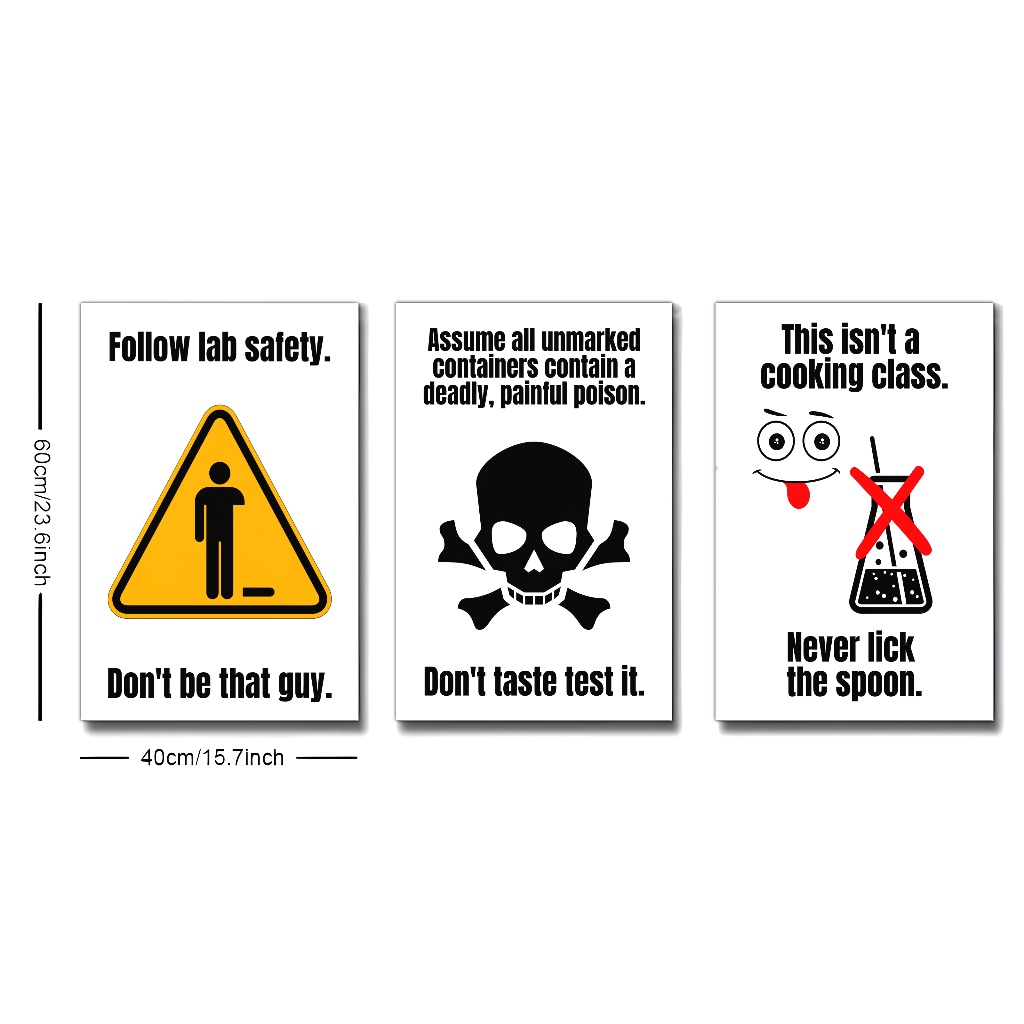 60cm/23.6inch
Follow lab safety.
Don't be that guy.
40cm/15.7inch
Assume all unmarked
containers contain a
deadly, painful poison.
Don't taste test it.
This isn't a
cooking class.
Never lick
the spoon.